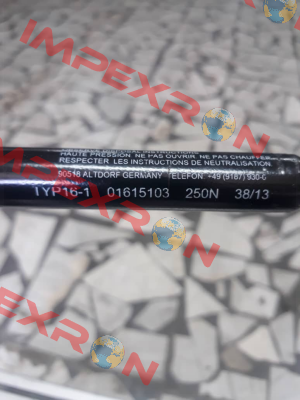 IMPEXRON
HAUTE PRESSION NE PAS OUVRIR NE PAS CHAUFFER
RESPECTER LES INSTRUCTIONS DE NEUTRALISATION.
90518 ALTDORF GERMANY TELEFON +49 (9187) 930-0
TYP16-1 01615103 250N 38/13
IMPEXRON
IMPEXRON